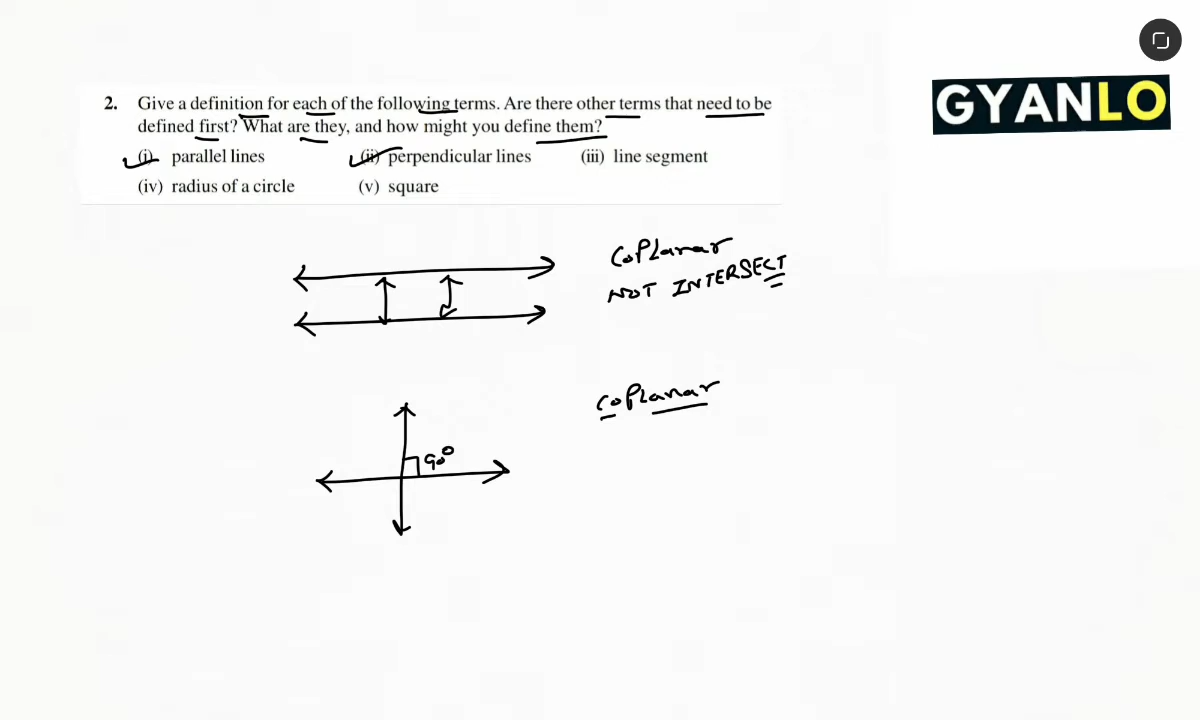 GYANLO
2. Give a definition for each of the following terms. Are there other terms that need to be
defined first? What are they, and how might you define them?
(i) parallel lines (ii) perpendicular lines (iii) line segment
(iv) radius of a circle (v) square
CoPlanar
NOT INTERSECT
CoPlanar
90°